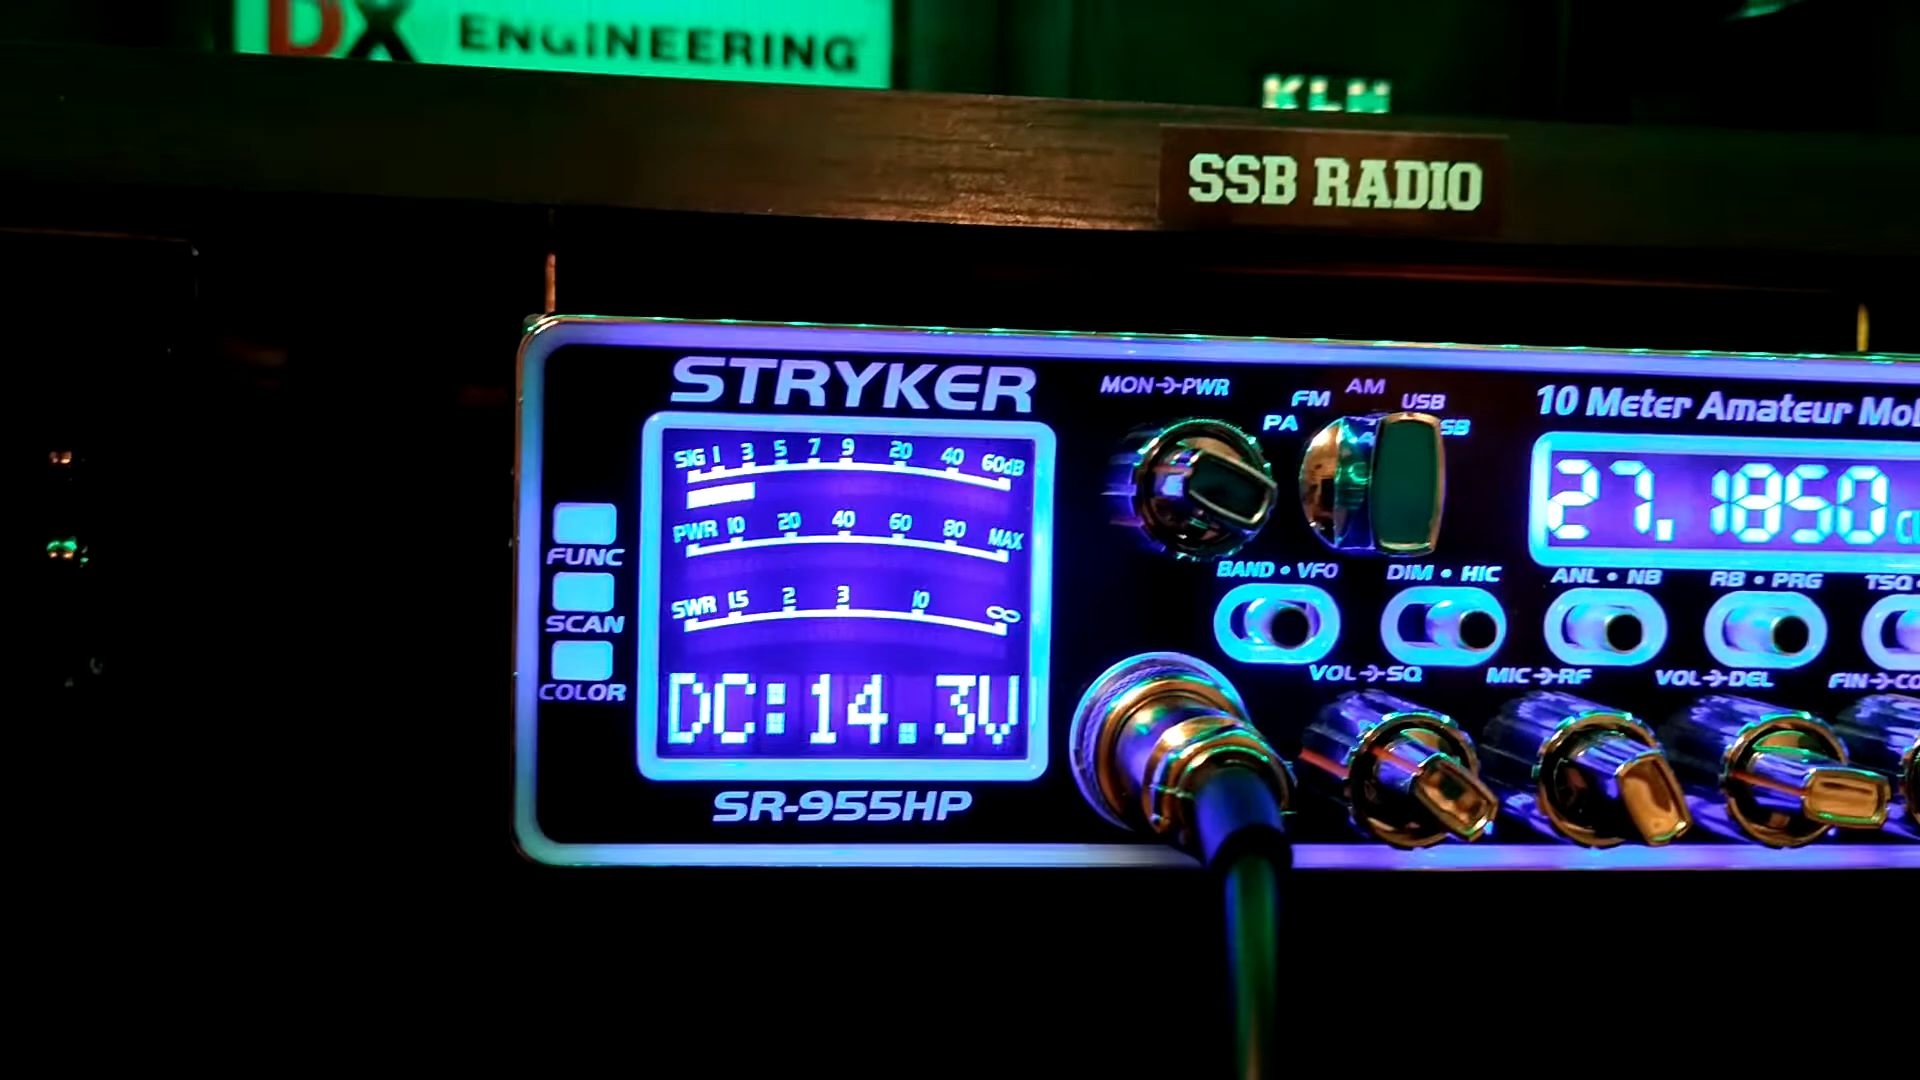 DX ENGINEERING
KLM
SSB RADIO
STRYKER
SIG 1 3 5 7 9 20 40 60dB
PWR 10 20 40 60 80 MAX
SWR 1.5 2 3 10 ∞
DC:14.3V
SR-955HP
FUNC
SCAN
COLOR
MON PWR
PA FM AM USB
10 Meter Amateur
27.1850
BAND • VFO
DIM • HIC
ANL • NB
RB • PRG
TSQ
VOL SQ
MIC RF
VOL DEL
FIN